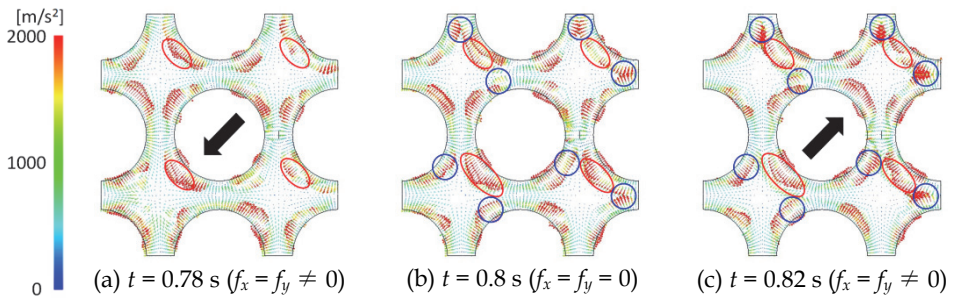 [m/s²]
2000
1000
0
(a) t = 0.78 s (fx = fy ≠ 0)
(b) t = 0.8 s (fx = fy = 0)
(c) t = 0.82 s (fx = fy ≠ 0)